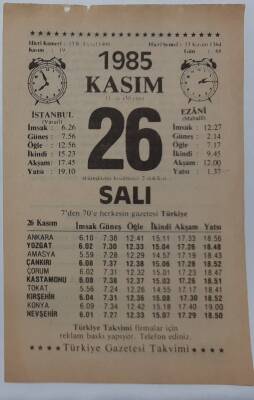 1985
KASIM
26
İSTANBUL
(Vasati)
İmsak : 6.26
Güneş : 7.56
Öğle : 12.56
İkindi : 15.23
Akşam : 17.45
Yatsı : 19.10
EZÂNİ
(Mahalli)
İmsak : 12.27
Güneş : 2.14
Öğle : 7.17
İkindi : 9.45
Akşam : 12.00
Yatsı : 1.37
SALI
7'den 70'e herkesin gazetesi Türkiye
26 Kasım İmsak Güneş Öğle İkindi Akşam Yatsı
ANKARA 6.10 7.38 12.41 15.11 17.33 18.56
YOZGAT 6.02 7.30 12.33 15.04 17.26 18.48
AMASYA 5.59 7.28 12.29 14.57 17.19 18.43
ÇANKIRI 6.08 7.37 12.38 15.06 17.28 18.52
ÇORUM 6.02 7.31 12.32 15.01 17.23 18.47
KASTAMONU 6.08 7.38 12.37 15.03 17.26 18.51
TOKAT 5.56 7.24 12.26 14.55 17.17 18.41
KIRŞEHİR 6.04 7.31 12.36 15.08 17.30 18.52
KONYA 6.09 7.34 12.42 15.18 17.40 19.00
NEVŞEHİR 6.01 7.27 12.33 15.07 17.29 18.50
Türkiye Takvimi firmalar için
reklam baskı yapıyor. Telefon ediniz.
Türkiye Gazetesi Takvimi